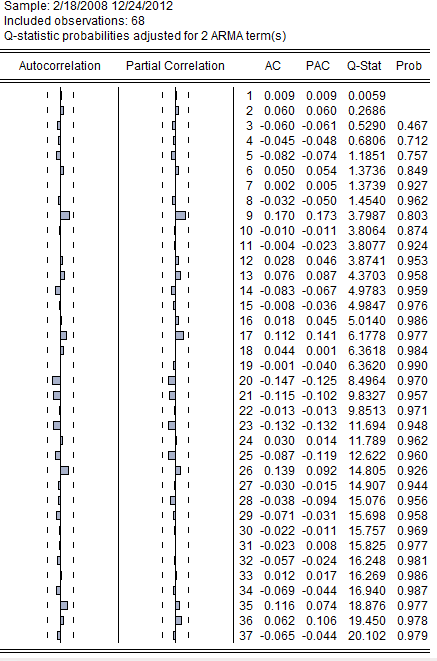 Sample: 2/18/2008 12/24/2012
Included observations: 68
Q-statistic probabilities adjusted for 2 ARMA term(s)
Autocorrelation Partial Correlation AC PAC Q-Stat Prob
1 0.009 0.009 0.0059
2 0.060 0.060 0.2686
3 -0.060 -0.061 0.5290 0.467
4 -0.045 -0.048 0.6806 0.712
5 -0.082 -0.074 1.1851 0.757
6 0.050 0.054 1.3736 0.849
7 0.002 0.005 1.3739 0.927
8 -0.032 -0.050 1.4540 0.962
9 0.170 0.173 3.7987 0.803
10 -0.010 -0.011 3.8064 0.874
11 -0.004 -0.023 3.8077 0.924
12 0.028 0.046 3.8741 0.953
13 0.076 0.087 4.3703 0.958
14 -0.083 -0.067 4.9783 0.959
15 -0.008 -0.036 4.9847 0.976
16 0.018 0.045 5.0140 0.986
17 0.112 0.141 6.1778 0.977
18 0.044 0.001 6.3618 0.984
19 -0.001 -0.040 6.3620 0.990
20 -0.147 -0.125 8.4964 0.970
21 -0.115 -0.102 9.8327 0.957
22 -0.013 -0.013 9.8513 0.971
23 -0.132 -0.132 11.694 0.948
24 0.030 0.014 11.789 0.962
25 -0.087 -0.119 12.622 0.960
26 0.139 0.092 14.805 0.926
27 -0.030 -0.015 14.907 0.944
28 -0.038 -0.094 15.076 0.956
29 -0.071 -0.031 15.698 0.958
30 -0.022 -0.011 15.757 0.969
31 -0.023 0.008 15.825 0.977
32 -0.057 -0.024 16.248 0.981
33 0.012 0.017 16.269 0.986
34 -0.069 -0.044 16.940 0.987
35 0.116 0.074 18.876 0.977
36 0.062 0.106 19.450 0.978
37 -0.065 -0.044 20.102 0.979